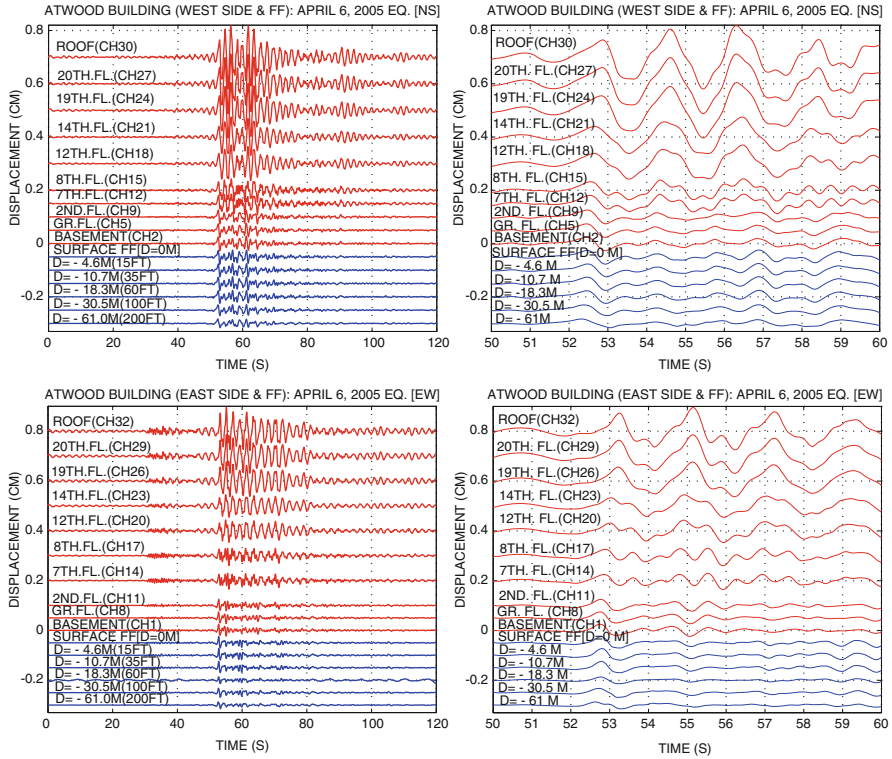 ATWOOD BUILDING (WEST SIDE & FF): APRIL 6, 2005 EQ. [NS]
DISPLACEMENT (CM)
0.8
0.6
0.4
0.2
0
-0.2
ROOF(CH30)
20TH.FL.(CH27)
19TH.FL.(CH24)
14TH.FL.(CH21)
12TH.FL.(CH18)
8TH.FL.(CH15)
7TH.FL.(CH12)
2ND.FL.(CH9)
GR.FL.(CH5)
BASEMENT(CH2)
SURFACE FF[D=0M]
D= - 4.6M(15FT)
D= - 10.7M(35FT)
D= - 18.3M(60FT)
D= - 30.5M(100FT)
D= - 61.0M(200FT)
0 20 40 60 80 100 120
TIME (S)
ATWOOD BUILDING (WEST SIDE & FF): APRIL 6, 2005 EQ. [NS]
DISPLACEMENT (CM)
0.8
0.6
0.4
0.2
0
-0.2
ROOF(CH30)
20TH.FL.(CH27)
19TH.FL.(CH24)
14TH.FL.(CH21)
12TH.FL.(CH18)
8TH.FL.(CH15)
7TH.FL.(CH12)
2ND. FL.(CH9)
GR. FL.(CH5)
BASEMENT(CH2)
SURFACE FF[D=0 M]
D= - 4.6 M
D= -10.7 M
D= -18.3M
D= - 30.5 M
D= - 61M
50 51 52 53 54 55 56 57 58 59 60
TIME (S)
ATWOOD BUILDING (EAST SIDE & FF): APRIL 6, 2005 EQ. [EW]
DISPLACEMENT (CM)
0.8
0.6
0.4
0.2
0
-0.2
ROOF(CH32)
20TH.FL.(CH29)
19TH.FL.(CH26)
14TH.FL.(CH23)
12TH.FL.(CH20)
8TH.FL.(CH17)
7TH.FL.(CH14)
2ND.FL.(CH11)
GR.FL.(CH8)
BASEMENT(CH1)
SURFACE FF[D=0M]
D= - 4.6M(15FT)
D= - 10.7M(35FT)
D= - 18.3M(60FT)
D= - 30.5M(100FT)
D= - 61.0M(200FT)
0 20 40 60 80 100 120
TIME (S)
ATWOOD BUILDING (EAST SIDE & FF): APRIL 6, 2005 EQ. [EW]
DISPLACEMENT (CM)
0.8
0.6
0.4
0.2
0
-0.2
ROOF(CH32)
20TH. FL.(CH29)
19TH. FL.(CH26)
14TH. FL.(CH23)
12TH. FL.(CH20)
8TH. FL.(CH17)
7TH. FL.(CH14)
2ND. FL.(CH11)
GR. FL.(CH8)
BASEMENT(CH1)
SURFACE FF[D=0 M]
D= - 4.6 M
D= - 10.7M
D= - 18.3 M
D= - 30.5 M
D= - 61 M
50 51 52 53 54 55 56 57 58 59 60
TIME (S)